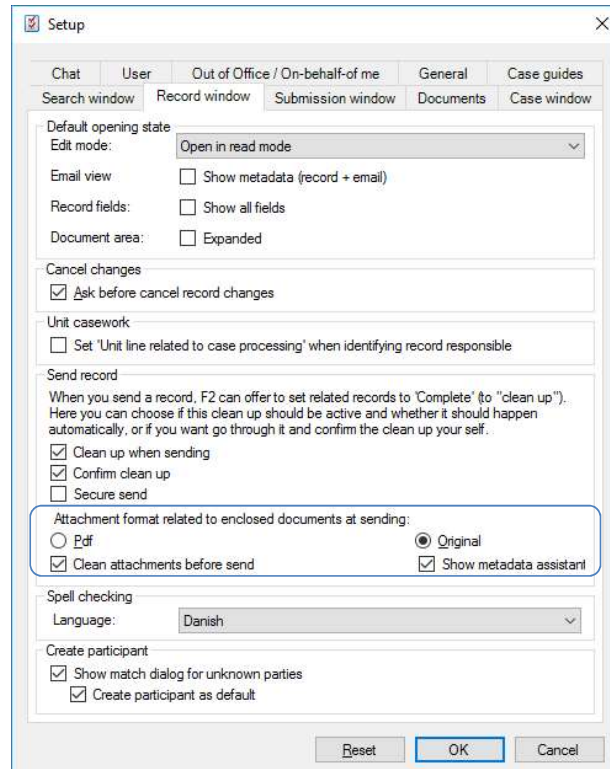 Setup
Chat User Out of Office / On-behalf-of me General Case guides
Search window Record window Submission window Documents Case window
Default opening state
Edit mode: Open in read mode
Email view Show metadata (record + email)
Record fields: Show all fields
Document area: Expanded
Cancel changes
Ask before cancel record changes
Unit casework
Set 'Unit line related to case processing' when identifying record responsible
Send record
When you send a record, F2 can offer to set related records to 'Complete' (to "clean up").
Here you can choose if this clean up should be active and whether it should happen
automatically, or if you want go through it and confirm the clean up your self.
Clean up when sending
Confirm clean up
Secure send
Attachment format related to enclosed documents at sending:
Pdf Original
Clean attachments before send Show metadata assistant
Spell checking
Language: Danish
Create participant
Show match dialog for unknown parties
Create participant as default
Reset OK Cancel